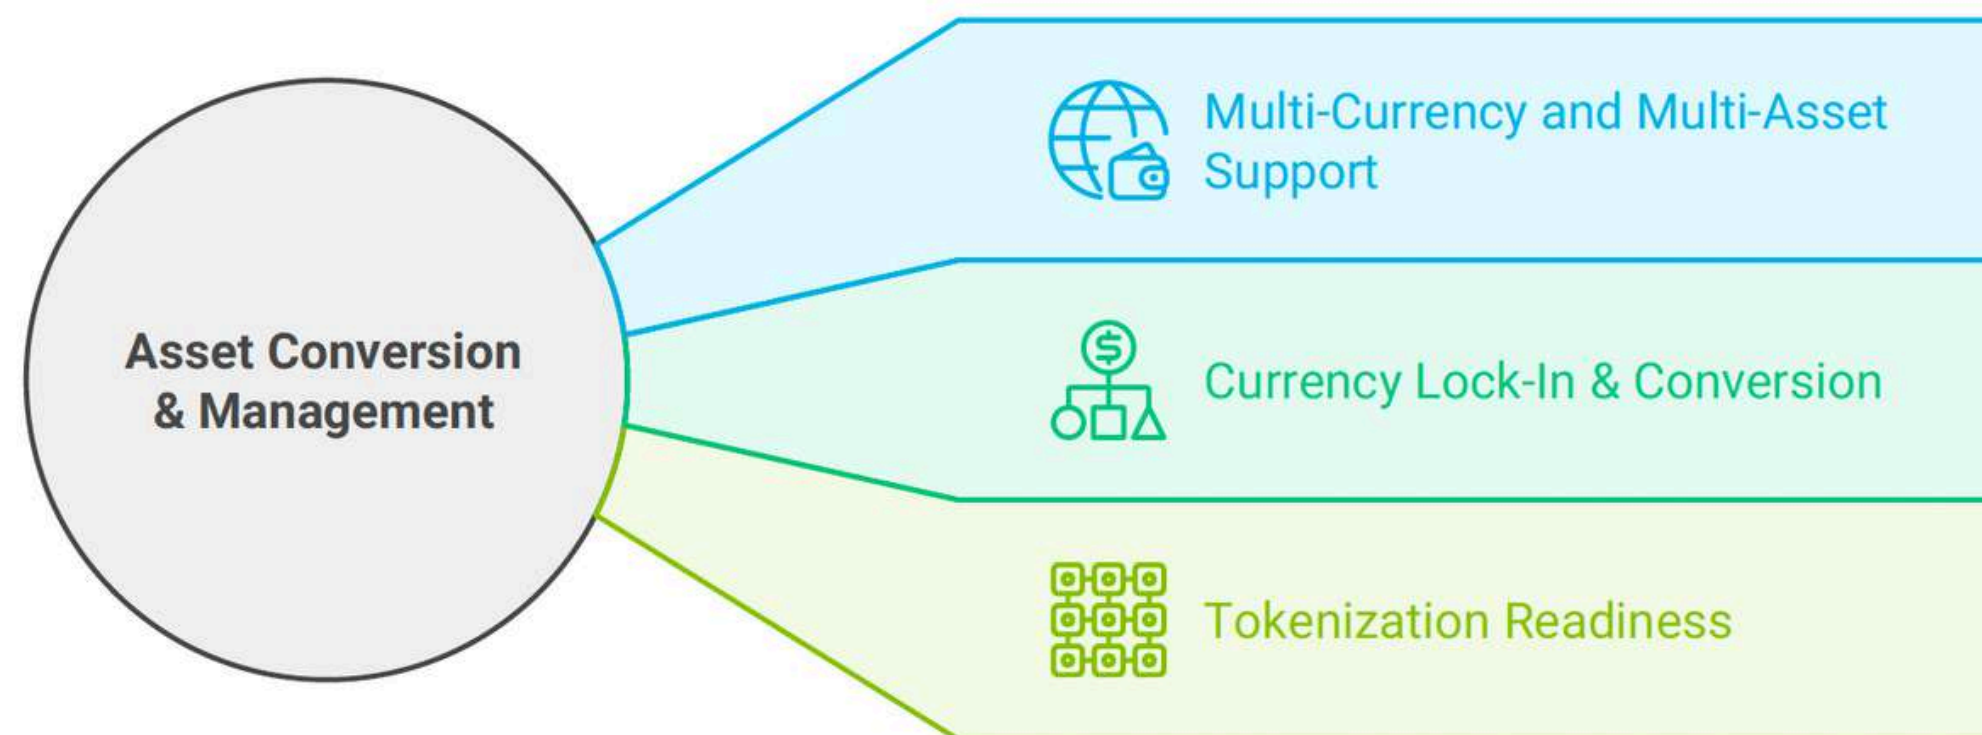 Asset Conversion
& Management
Multi-Currency and Multi-Asset
Support
Currency Lock-In & Conversion
Tokenization Readiness